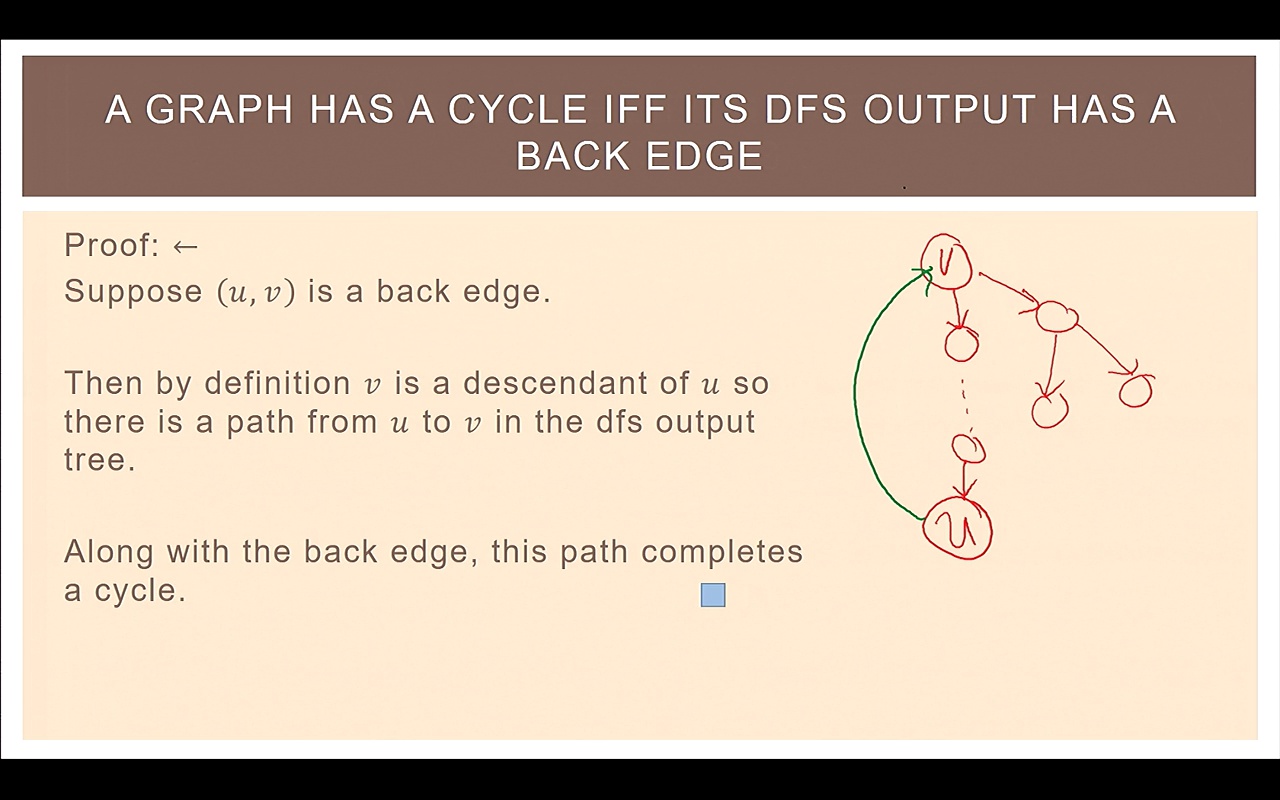 A GRAPH HAS A CYCLE IFF ITS DFS OUTPUT HAS A
BACK EDGE
Proof: ←
Suppose (u, v) is a back edge.
Then by definition v is a descendant of u so
there is a path from u to v in the dfs output
tree.
Along with the back edge, this path completes
a cycle.
V
U